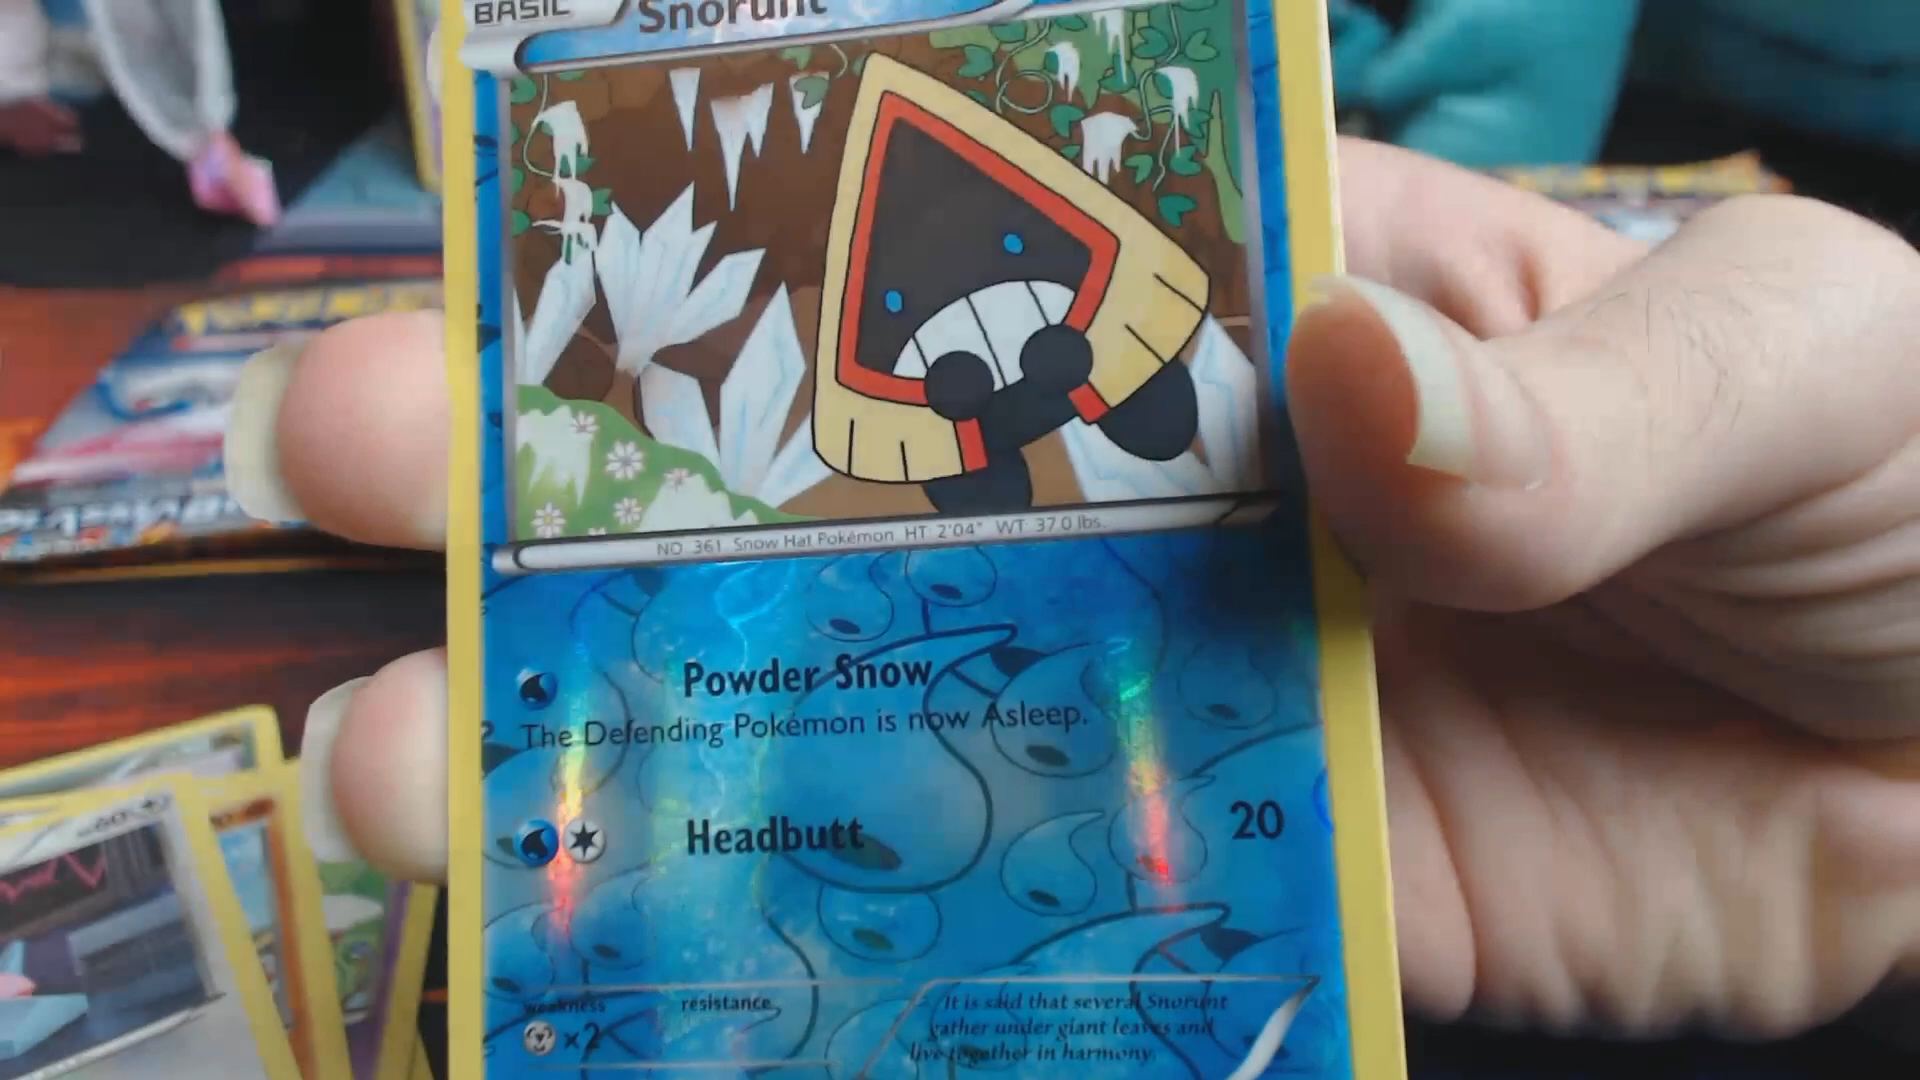 BASIC Snorunt
NO. 361 Snow Hat Pokémon HT: 2'04" WT: 37.0 lbs.
Powder Snow
The Defending Pokémon is now Asleep.
Headbutt 20
weakness resistance
×2
It is said that several Snorunt
gather under giant leaves and
live together in harmony.